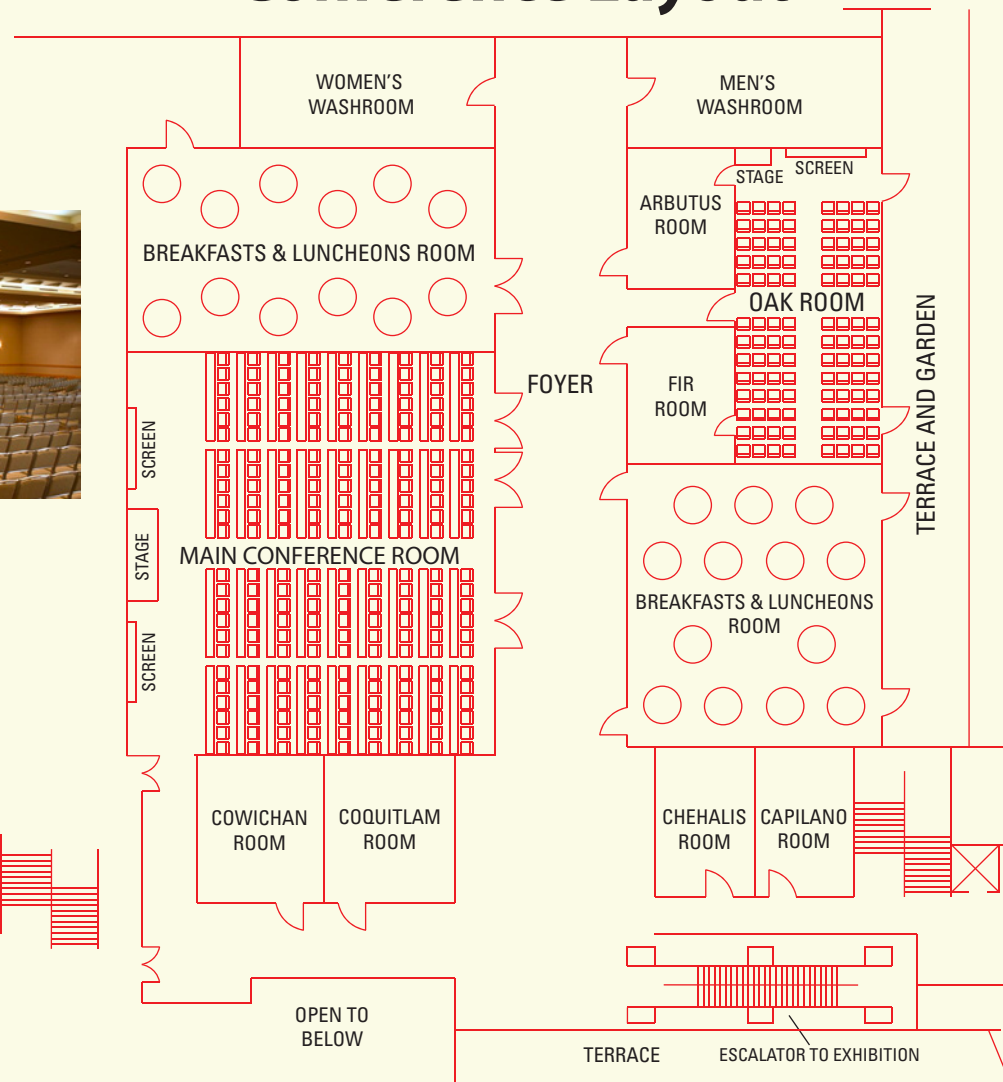 Conference Layout
WOMEN'S
WASHROOM
MEN'S
WASHROOM
STAGE
SCREEN
ARBUTUS
ROOM
BREAKFASTS & LUNCHEONS ROOM
OAK ROOM
FOYER
FIR
ROOM
TERRACE AND GARDEN
SCREEN
STAGE
MAIN CONFERENCE ROOM
SCREEN
BREAKFASTS & LUNCHEONS
ROOM
COWICHAN
ROOM
COQUITLAM
ROOM
CHEHALIS
ROOM
CAPILANO
ROOM
OPEN TO
BELOW
TERRACE
ESCALATOR TO EXHIBITION